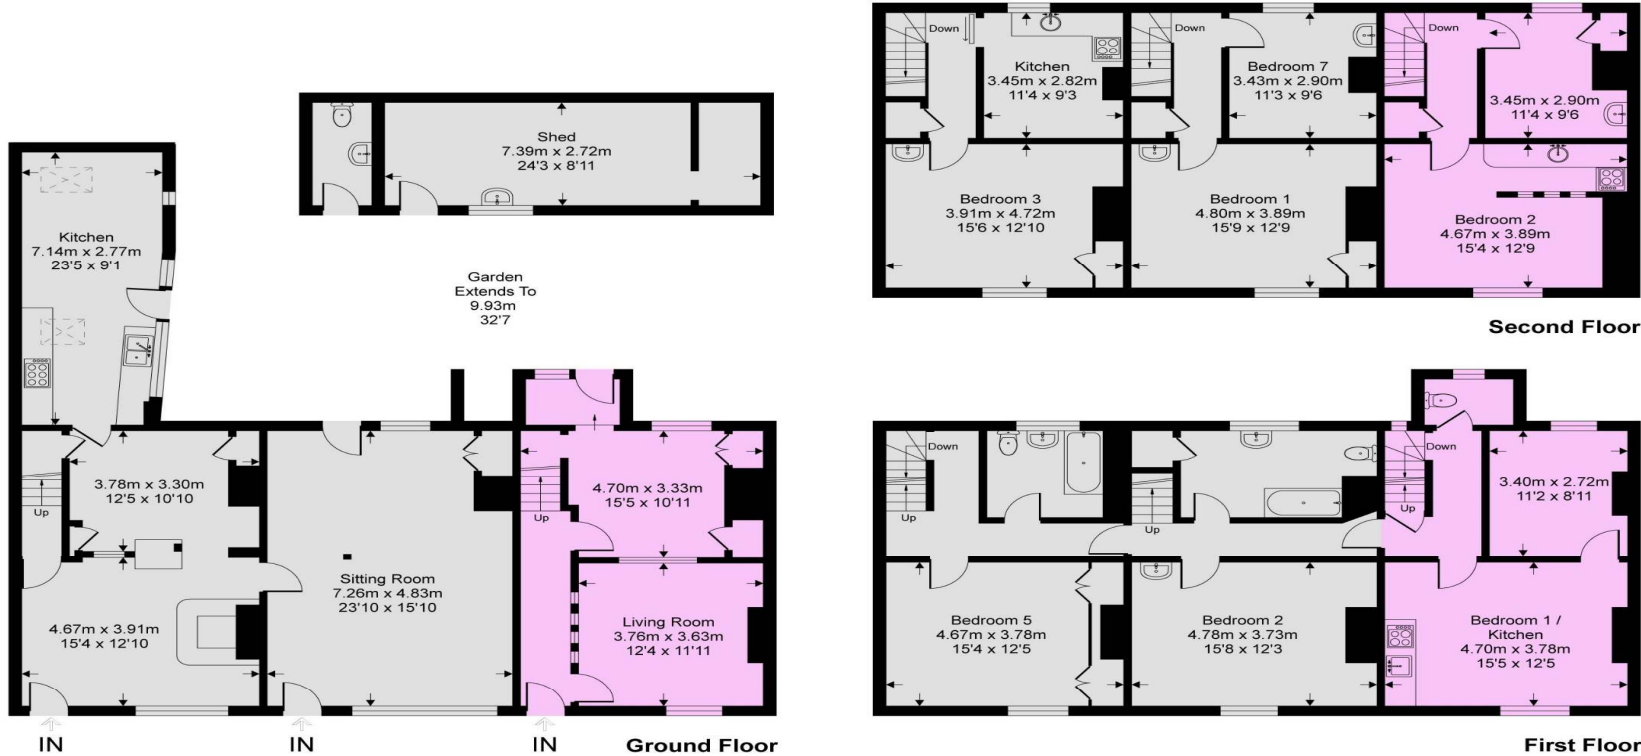 Down
Kitchen
3.45m x 2.82m
11'4 x 9'3
Down
Bedroom 7
3.43m x 2.90m
11'3 x 9'6
Down
3.45m x 2.90m
11'4 x 9'6
Bedroom 3
3.91m x 4.72m
15'6 x 12'10
Bedroom 1
4.80m x 3.89m
15'9 x 12'9
Bedroom 2
4.67m x 3.89m
15'4 x 12'9
Second Floor
Shed
7.39m x 2.72m
24'3 x 8'11
Kitchen
7.14m x 2.77m
23'5 x 9'1
Garden
Extends To
9.93m
32'7
3.78m x 3.30m
12'5 x 10'10
Up
4.67m x 3.91m
15'4 x 12'10
Sitting Room
7.26m x 4.83m
23'10 x 15'10
Up
4.70m x 3.33m
15'5 x 10'11
Living Room
3.76m x 3.63m
12'4 x 11'11
IN
IN
IN
Ground Floor
Down
Up
Up
Down
Up
3.40m x 2.72m
11'2 x 8'11
Bedroom 5
4.67m x 3.78m
15'4 x 12'5
Bedroom 2
4.78m x 3.73m
15'8 x 12'3
Bedroom 1 /
Kitchen
4.70m x 3.78m
15'5 x 12'5
First Floor